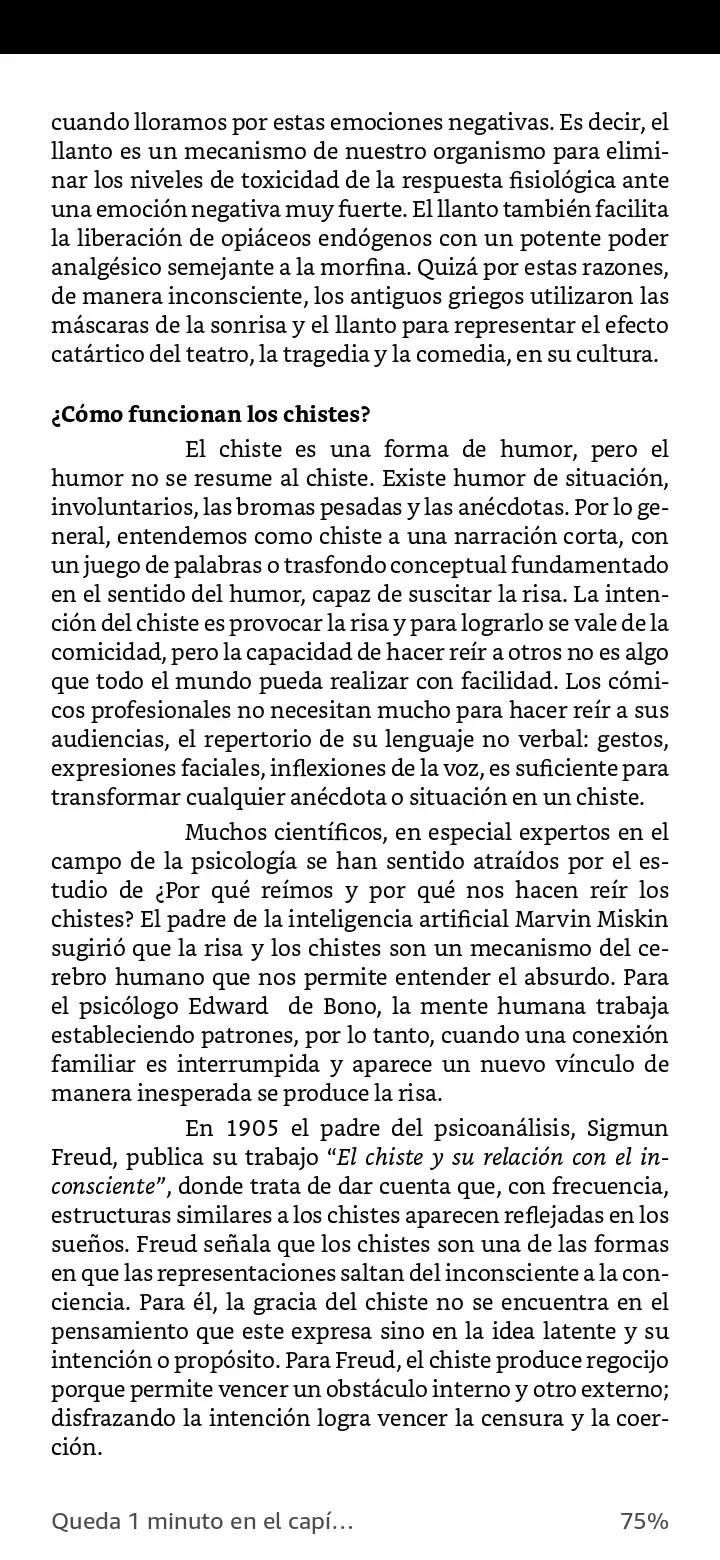 cuando lloramos por estas emociones negativas. Es decir, el
llanto es un mecanismo de nuestro organismo para elimi-
nar los niveles de toxicidad de la respuesta fisiológica ante
una emoción negativa muy fuerte. El llanto también facilita
la liberación de opiáceos endógenos con un potente poder
analgésico semejante a la morfina. Quizá por estas razones,
de manera inconsciente, los antiguos griegos utilizaron las
máscaras de la sonrisa y el llanto para representar el efecto
catártico del teatro, la tragedia y la comedia, en su cultura.
¿Cómo funcionan los chistes?
El chiste es una forma de humor, pero el
humor no se resume al chiste. Existe humor de situación,
involuntarios, las bromas pesadas y las anécdotas. Por lo ge-
neral, entendemos como chiste a una narración corta, con
un juego de palabras o trasfondo conceptual fundamentado
en el sentido del humor, capaz de suscitar la risa. La inten-
ción del chiste es provocar la risa y para lograrlo se vale de la
comicidad, pero la capacidad de hacer reír a otros no es algo
que todo el mundo pueda realizar con facilidad. Los cómi-
cos profesionales no necesitan mucho para hacer reír a sus
audiencias, el repertorio de su lenguaje no verbal: gestos,
expresiones faciales, inflexiones de la voz, es suficiente para
transformar cualquier anécdota o situación en un chiste.
Muchos científicos, en especial expertos en el
campo de la psicología se han sentido atraídos por el es-
tudio de ¿Por qué reímos y por qué nos hacen reír los
chistes? El padre de la inteligencia artificial Marvin Miskin
sugirió que la risa y los chistes son un mecanismo del ce-
rebro humano que nos permite entender el absurdo. Para
el psicólogo Edward de Bono, la mente humana trabaja
estableciendo patrones, por lo tanto, cuando una conexión
familiar es interrumpida y aparece un nuevo vínculo de
manera inesperada se produce la risa.
En 1905 el padre del psicoanálisis, Sigmun
Freud, publica su trabajo “El chiste y su relación con el in-
consciente”, donde trata de dar cuenta que, con frecuencia,
estructuras similares a los chistes aparecen reflejadas en los
sueños. Freud señala que los chistes son una de las formas
en que las representaciones saltan del inconsciente a la con-
ciencia. Para él, la gracia del chiste no se encuentra en el
pensamiento que este expresa sino en la idea latente y su
intención o propósito. Para Freud, el chiste produce regocijo
porque permite vencer un obstáculo interno y otro externo;
disfrazando la intención logra vencer la censura y la coer-
ción.
Queda 1 minuto en el capí… 75%